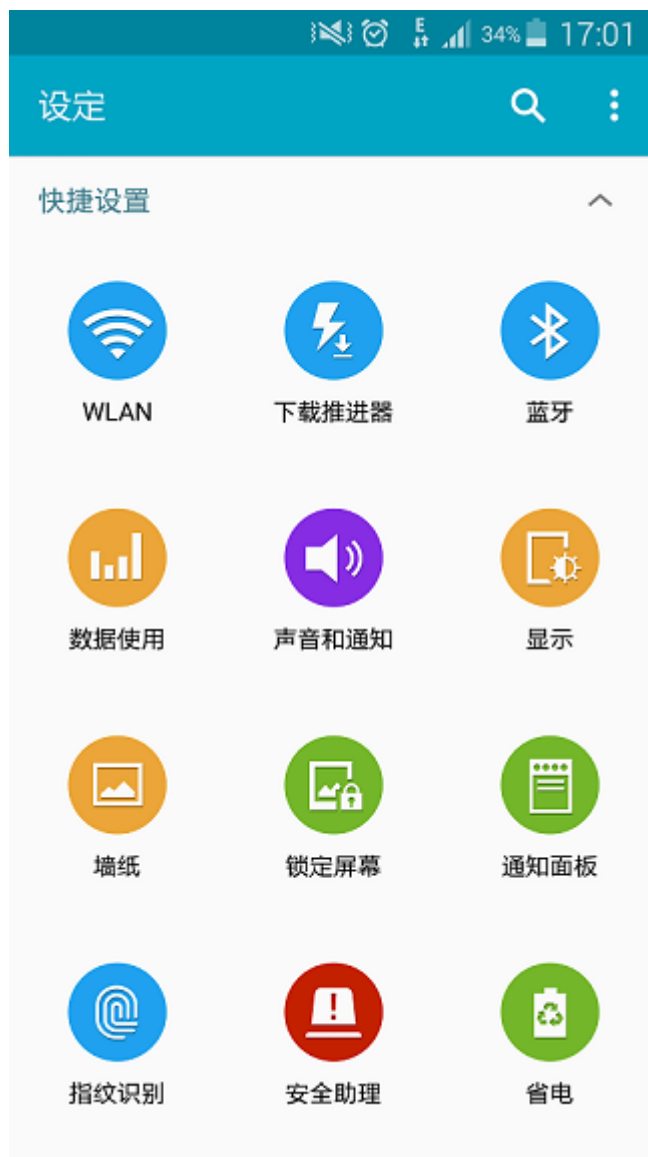 E 34% 17:01
设定
快捷设置
WLAN 下载推进器 蓝牙
数据使用 声音和通知 显示
墙纸 锁定屏幕 通知面板
指纹识别 安全助理 省电